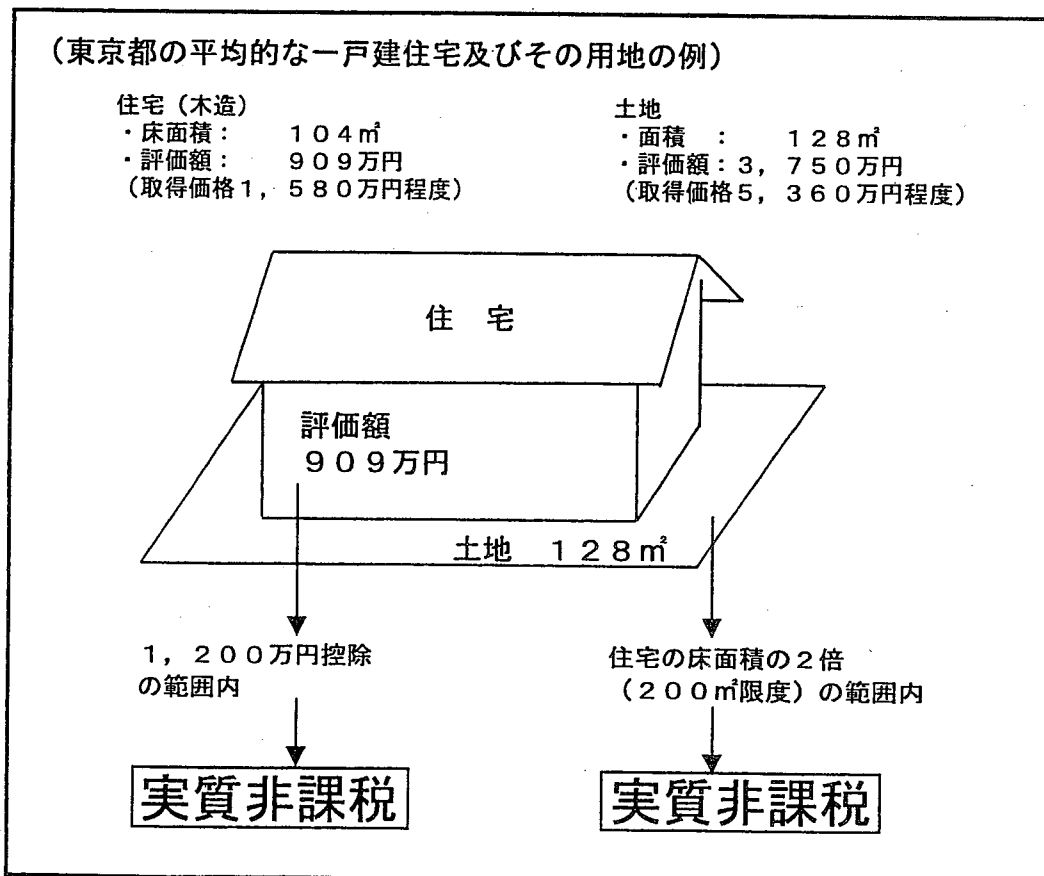 （東京都の平均的な一戸建住宅及びその用地の例）
住宅（木造）
・床面積： １０４㎡
・評価額： ９０９万円
（取得価格１，５８０万円程度）
土地
・面積 ： １２８㎡
・評価額：３，７５０万円
（取得価格５，３６０万円程度）
住 宅
評価額
９０９万円
土地 １２８㎡
１，２００万円控除
の範囲内
住宅の床面積の２倍
（２００㎡限度）の範囲内
実質非課税
実質非課税